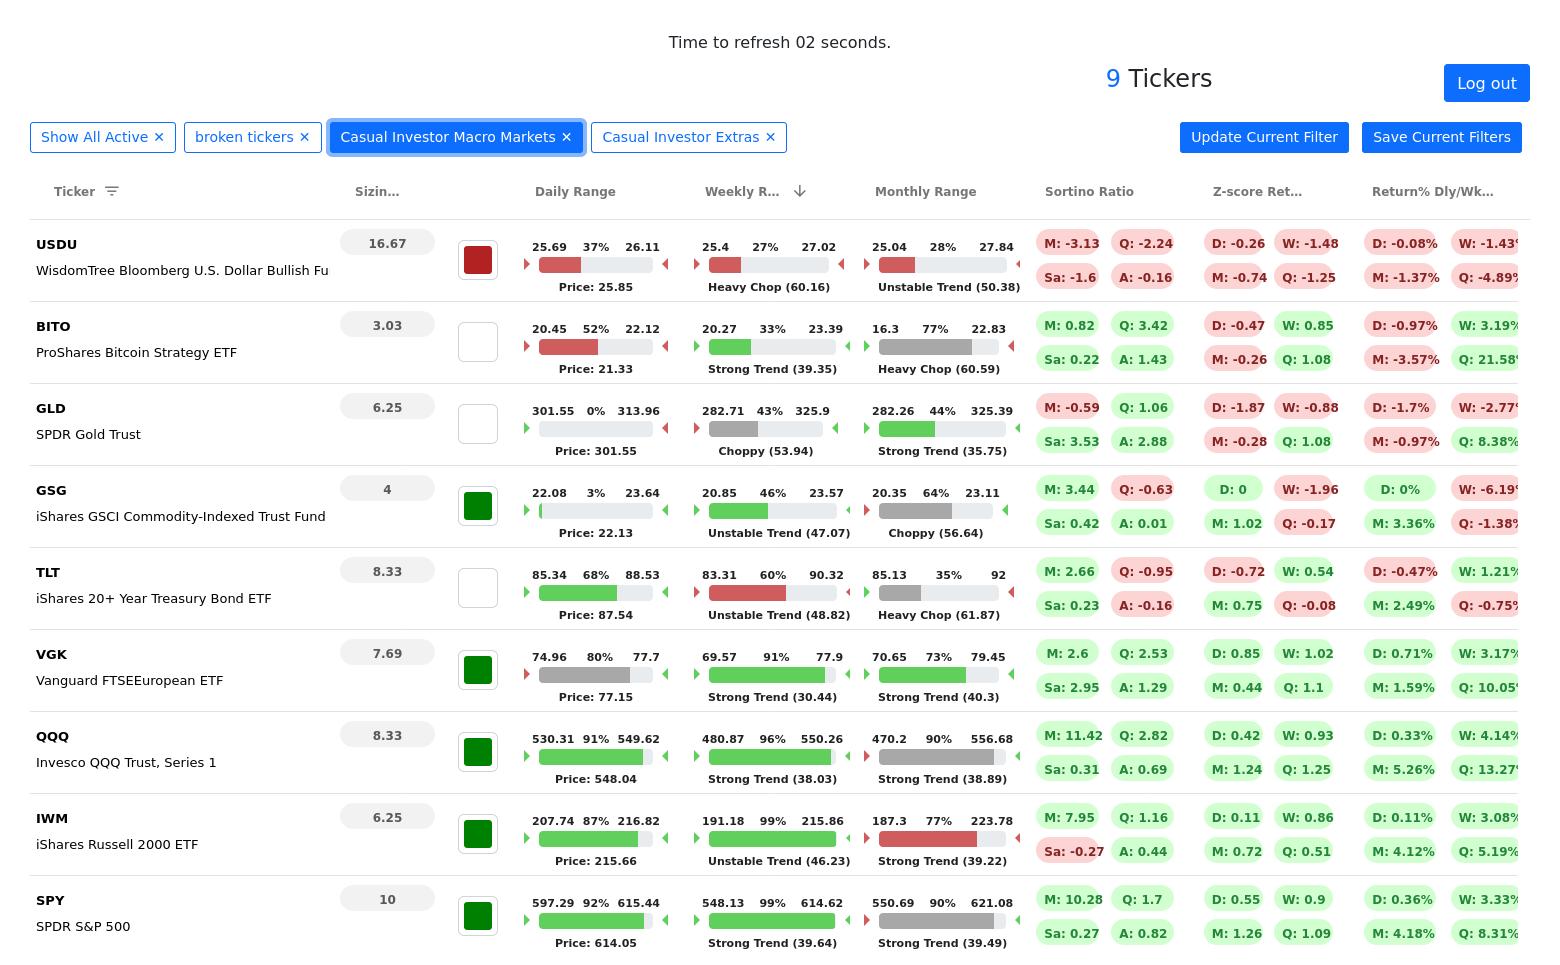 Time to refresh 02 seconds.
9 Tickers
Log out
Show All Active ✕ broken tickers ✕ Casual Investor Macro Markets ✕ Casual Investor Extras ✕ Update Current Filter Save Current Filters
Ticker Sizin… Daily Range Weekly R… Monthly Range Sortino Ratio Z-score Ret… Return% Dly/Wk…
USDU 16.67 25.69 37% 26.11 25.4 27% 27.02 25.04 28% 27.84 M: -3.13 Q: -2.24 D: -0.26 W: -1.48 D: -0.08% W: -1.43%
WisdomTree Bloomberg U.S. Dollar Bullish Fu Price: 25.85 Heavy Chop (60.16) Unstable Trend (50.38) Sa: -1.6 A: -0.16 M: -0.74 Q: -1.25 M: -1.37% Q: -4.89%
BITO 3.03 20.45 52% 22.12 20.27 33% 23.39 16.3 77% 22.83 M: 0.82 Q: 3.42 D: -0.47 W: 0.85 D: -0.97% W: 3.19%
ProShares Bitcoin Strategy ETF Price: 21.33 Strong Trend (39.35) Heavy Chop (60.59) Sa: 0.22 A: 1.43 M: -0.26 Q: 1.08 M: -3.57% Q: 21.58%
GLD 6.25 301.55 0% 313.96 282.71 43% 325.9 282.26 44% 325.39 M: -0.59 Q: 1.06 D: -1.87 W: -0.88 D: -1.7% W: -2.77%
SPDR Gold Trust Price: 301.55 Choppy (53.94) Strong Trend (35.75) Sa: 3.53 A: 2.88 M: -0.28 Q: 1.08 M: -0.97% Q: 8.38%
GSG 4 22.08 3% 23.64 20.85 46% 23.57 20.35 64% 23.11 M: 3.44 Q: -0.63 D: 0 W: -1.96 D: 0% W: -6.19%
iShares GSCI Commodity-Indexed Trust Fund Price: 22.13 Unstable Trend (47.07) Choppy (56.64) Sa: 0.42 A: 0.01 M: 1.02 Q: -0.17 M: 3.36% Q: -1.38%
TLT 8.33 85.34 68% 88.53 83.31 60% 90.32 85.13 35% 92 M: 2.66 Q: -0.95 D: -0.72 W: 0.54 D: -0.47% W: 1.21%
iShares 20+ Year Treasury Bond ETF Price: 87.54 Unstable Trend (48.82) Heavy Chop (61.87) Sa: 0.23 A: -0.16 M: 0.75 Q: -0.08 M: 2.49% Q: -0.75%
VGK 7.69 74.96 80% 77.7 69.57 91% 77.9 70.65 73% 79.45 M: 2.6 Q: 2.53 D: 0.85 W: 1.02 D: 0.71% W: 3.17%
Vanguard FTSEEuropean ETF Price: 77.15 Strong Trend (30.44) Strong Trend (40.3) Sa: 2.95 A: 1.29 M: 0.44 Q: 1.1 M: 1.59% Q: 10.05%
QQQ 8.33 530.31 91% 549.62 480.87 96% 550.26 470.2 90% 556.68 M: 11.42 Q: 2.82 D: 0.42 W: 0.93 D: 0.33% W: 4.14%
Invesco QQQ Trust, Series 1 Price: 548.04 Strong Trend (38.03) Strong Trend (38.89) Sa: 0.31 A: 0.69 M: 1.24 Q: 1.25 M: 5.26% Q: 13.27%
IWM 6.25 207.74 87% 216.82 191.18 99% 215.86 187.3 77% 223.78 M: 7.95 Q: 1.16 D: 0.11 W: 0.86 D: 0.11% W: 3.08%
iShares Russell 2000 ETF Price: 215.66 Unstable Trend (46.23) Strong Trend (39.22) Sa: -0.27 A: 0.44 M: 0.72 Q: 0.51 M: 4.12% Q: 5.19%
SPY 10 597.29 92% 615.44 548.13 99% 614.62 550.69 90% 621.08 M: 10.28 Q: 1.7 D: 0.55 W: 0.9 D: 0.36% W: 3.33%
SPDR S&P 500 Price: 614.05 Strong Trend (39.64) Strong Trend (39.49) Sa: 0.27 A: 0.82 M: 1.26 Q: 1.09 M: 4.18% Q: 8.31%